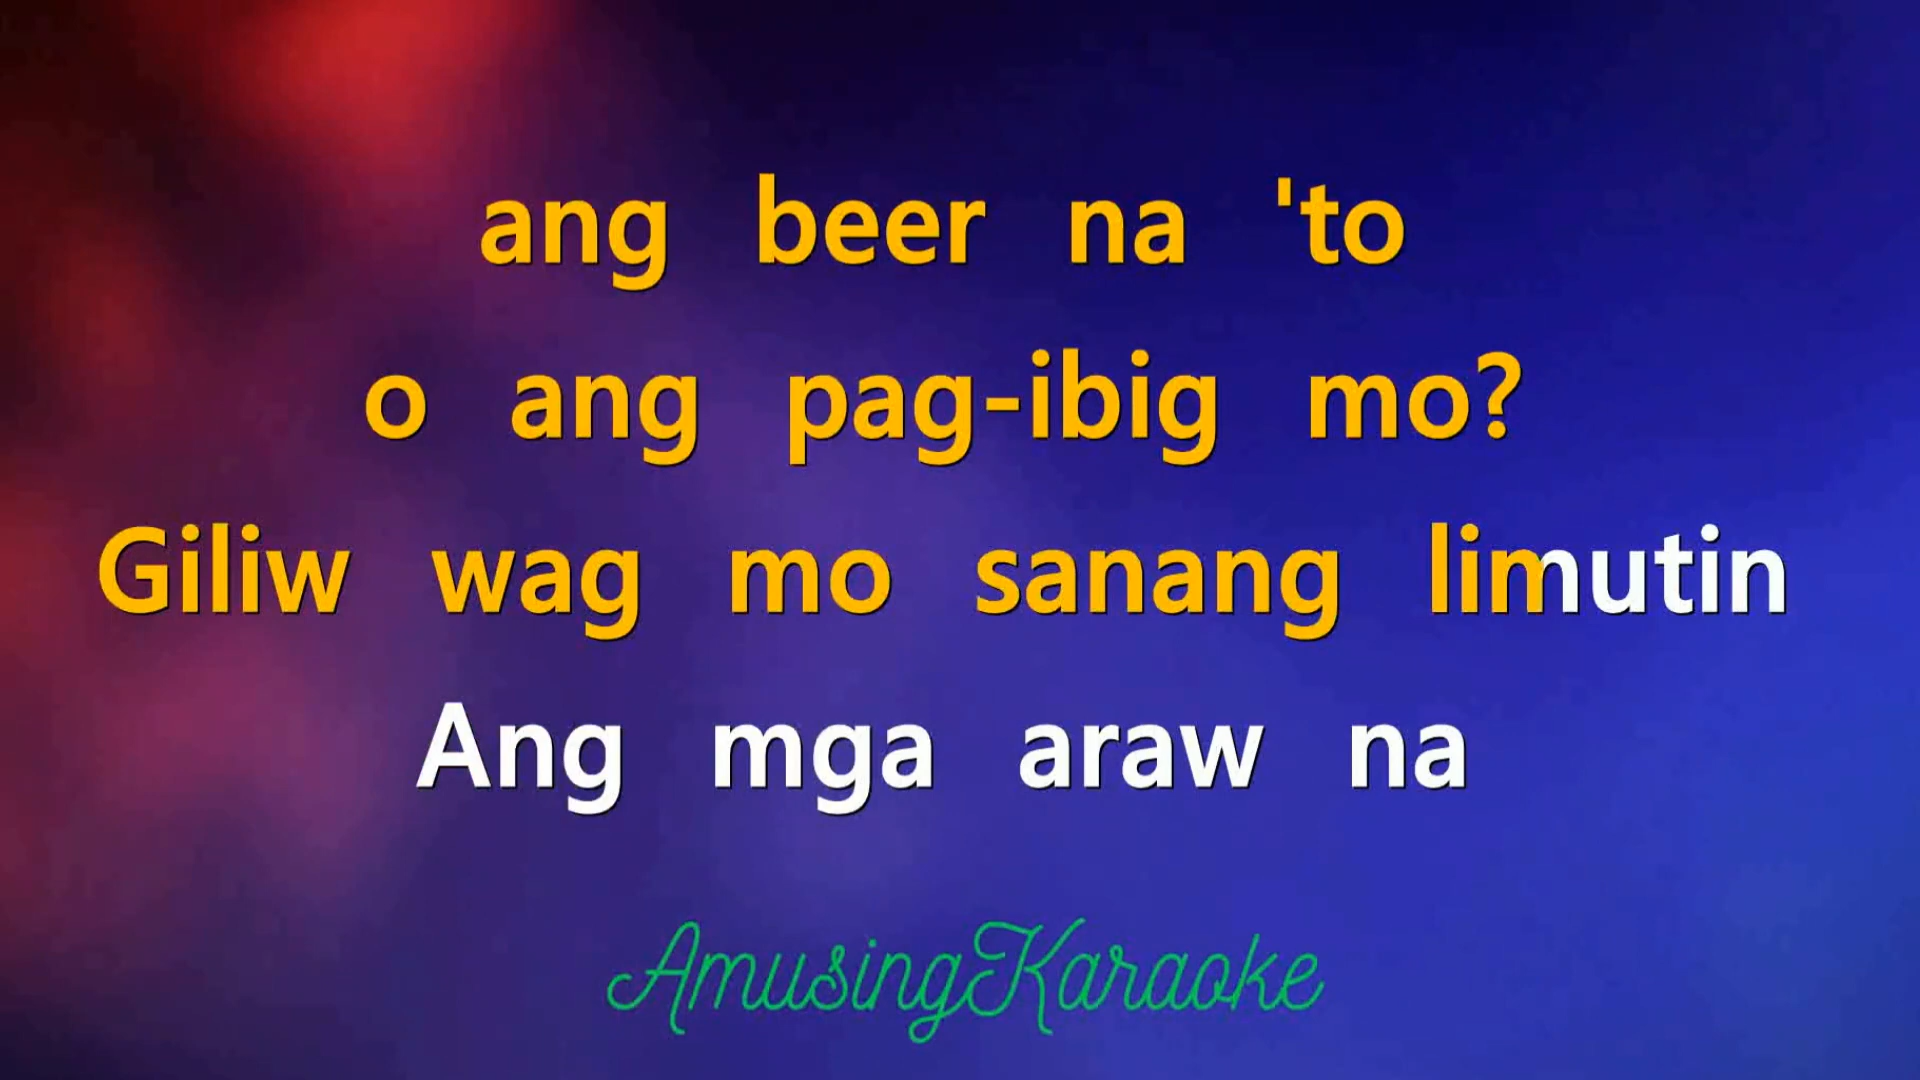 ang beer na 'to
o ang pag-ibig mo?
Giliw wag mo sanang limutin
Ang mga araw na
AmusingKaraoke